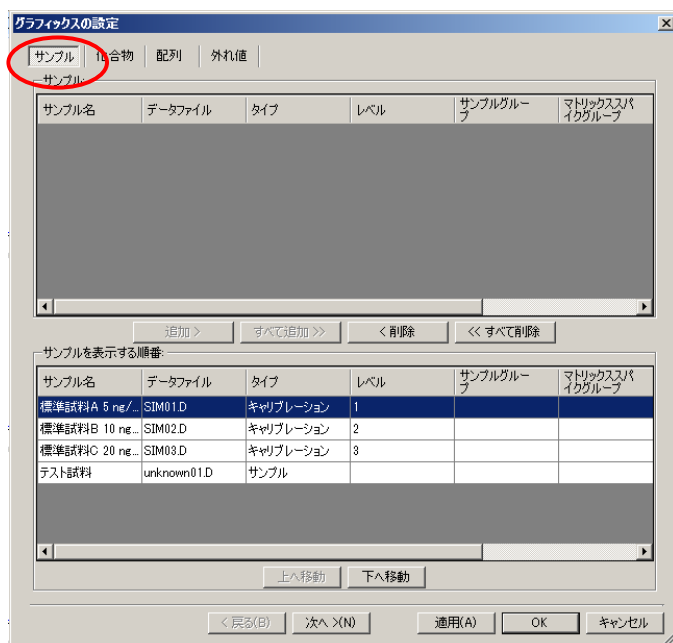 グラフィックスの設定
サンプル 化合物 配列 外れ値
サンプル:
サンプル名 データファイル タイプ レベル サンプルグループ マトリックススパイクグループ
追加 > すべて追加 >> < 削除 << すべて削除
サンプルを表示する順番:
サンプル名 データファイル タイプ レベル サンプルグループ マトリックススパイクグループ
標準試料A 5 ng/... SIM01.D キャリブレーション 1
標準試料B 10 ng... SIM02.D キャリブレーション 2
標準試料C 20 ng... SIM03.D キャリブレーション 3
テスト試料 unknown01.D サンプル
上へ移動 下へ移動
< 戻る(B) 次へ >(N) 適用(A) OK キャンセル